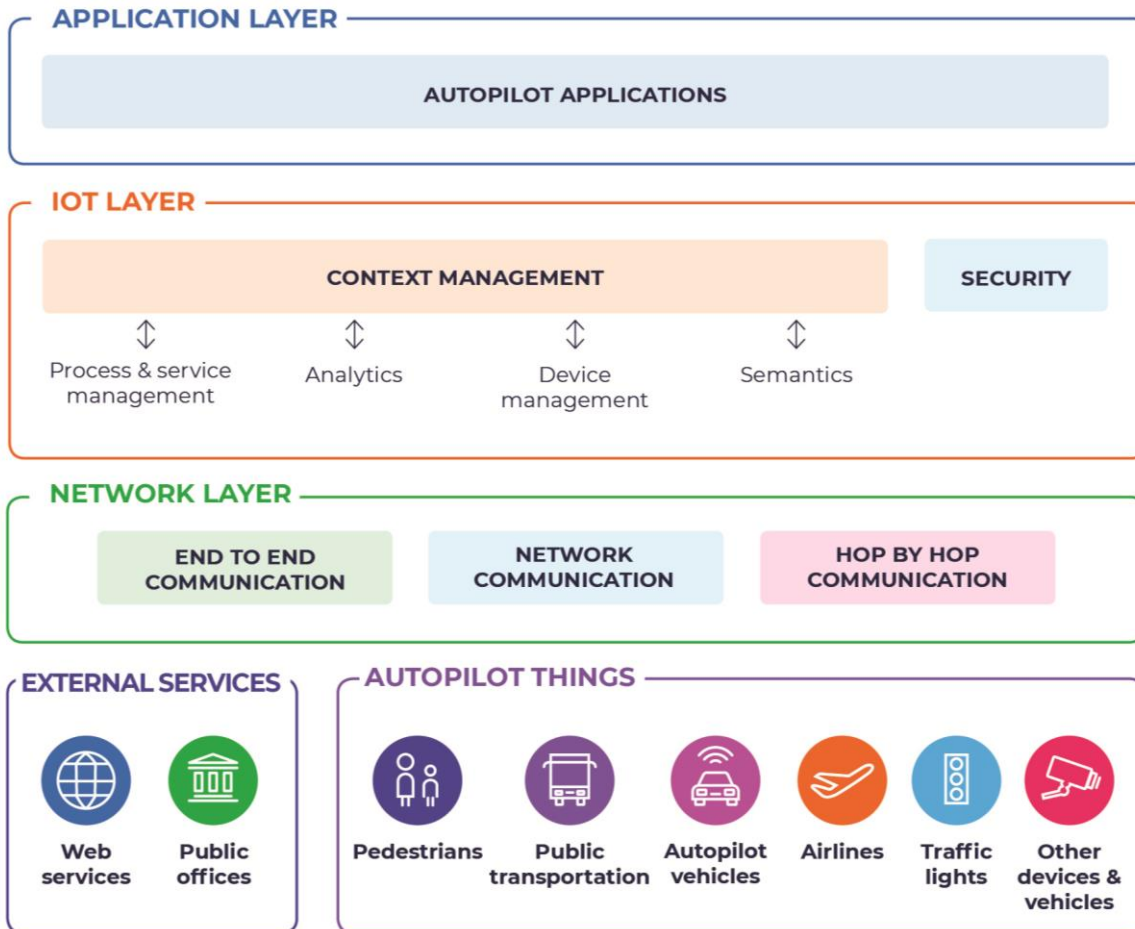 APPLICATION LAYER
AUTOPILOT APPLICATIONS
IOT LAYER
CONTEXT MANAGEMENT
SECURITY
Process & service
management
Analytics
Device
management
Semantics
NETWORK LAYER
END TO END
COMMUNICATION
NETWORK
COMMUNICATION
HOP BY HOP
COMMUNICATION
EXTERNAL SERVICES
Web
services
Public
offices
AUTOPILOT THINGS
Pedestrians
Public
transportation
Autopilot
vehicles
Airlines
Traffic
lights
Other
devices &
vehicles